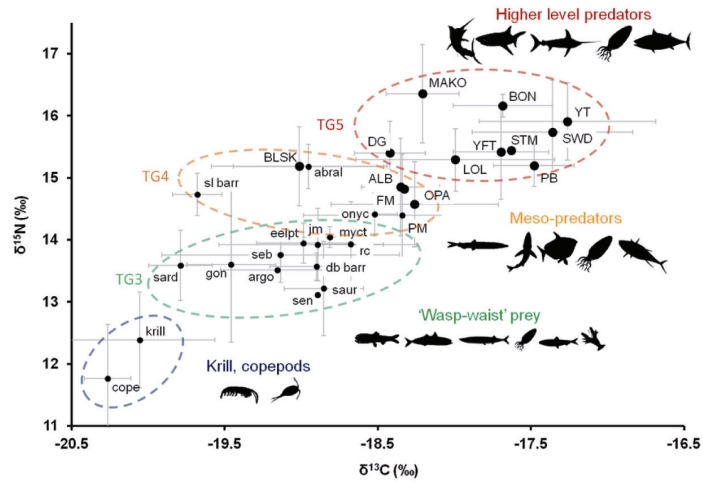 Higher level predators
17
MAKO
BON
16
YT
TG5
DG
SWD
STM
YFT
BLSK
LOL
abral
TG4
PB
15
ALB
sl barr
FM
OPA
onyc
PM
14
eelpt
jm
myct
Meso-predators
seb
rc
TG3
sard
gon
argo
db barr
sen
saur
13
'Wasp-waist' prey
krill
12
Krill, copepods
cope
11
-20.5
-19.5
-18.5
-17.5
-16.5
δ¹³C (‰)
δ¹⁵N (‰)